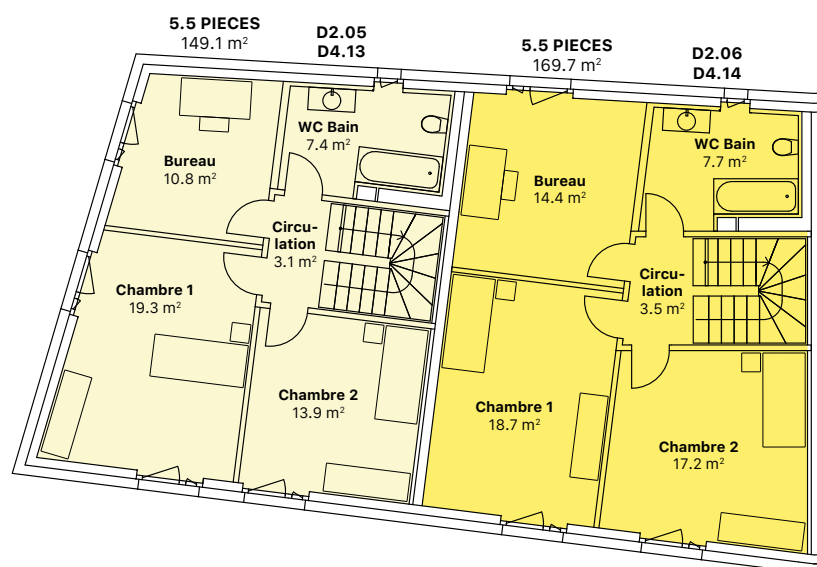 5.5 PIECES
149.1 m²
D2.05
D4.13
5.5 PIECES
169.7 m²
D2.06
D4.14
WC Bain
7.4 m²
Bureau
10.8 m²
Circu-
lation
3.1 m²
Chambre 1
19.3 m²
Chambre 2
13.9 m²
WC Bain
7.7 m²
Bureau
14.4 m²
Circu-
lation
3.5 m²
Chambre 1
18.7 m²
Chambre 2
17.2 m²